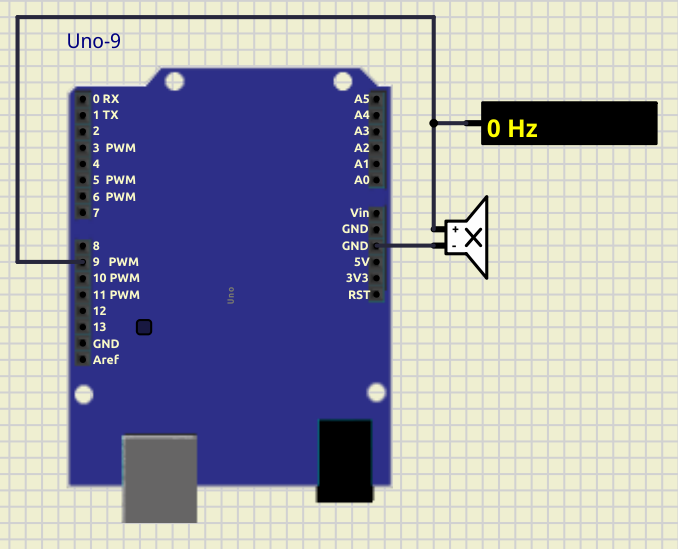 Uno-9
0 RX
1 TX
2
3 PWM
4
5 PWM
6 PWM
7
8
9 PWM
10 PWM
11 PWM
12
13
GND
Aref
A5
A4
A3
A2
A1
A0
Vin
GND
GND
5V
3V3
RST
Uno
0 Hz
+
-